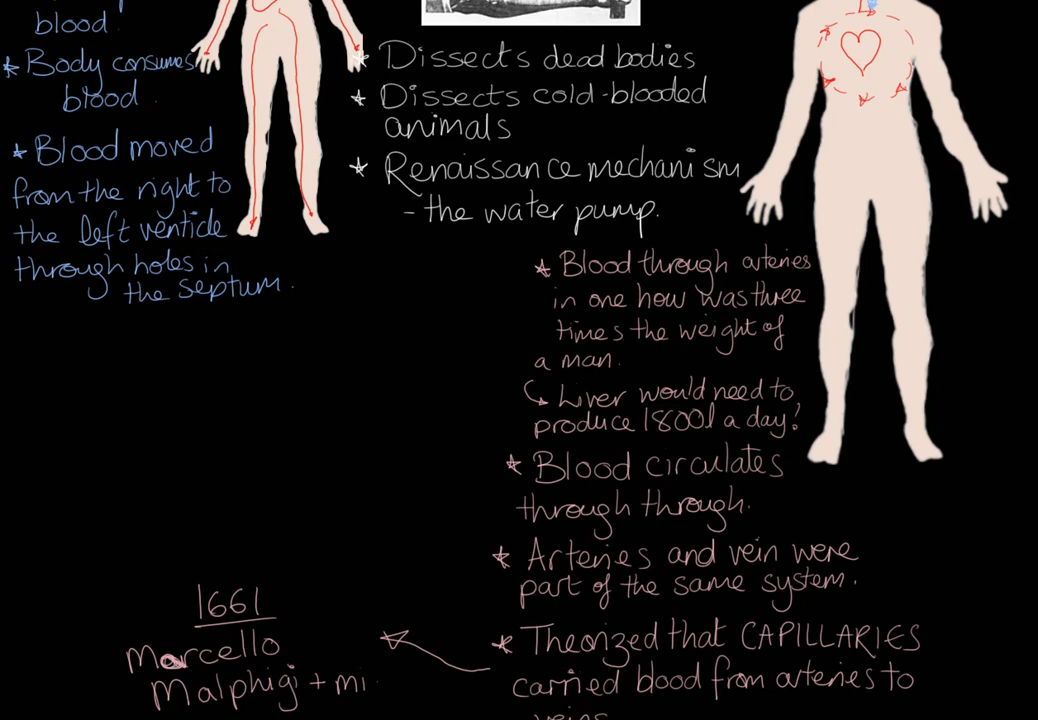 blood!
* Body consumes
blood.
* Blood moved
from the right to
the left venticle
through holes in
the septum.
* Dissects dead bodies
* Dissects cold-blooded
animals
* Renaissance mechanism
- the water pump.
* Blood through arteries
in one how was three
times the weight of
a man.
↳ Liver would need to
produce 1800l a day!
* Blood circulates
through through.
* Arteries and vein were
part of the same system.
* Theorized that CAPILLARIES
carried blood from arteries to
veins
1661
Marcello
Malphigi + mi